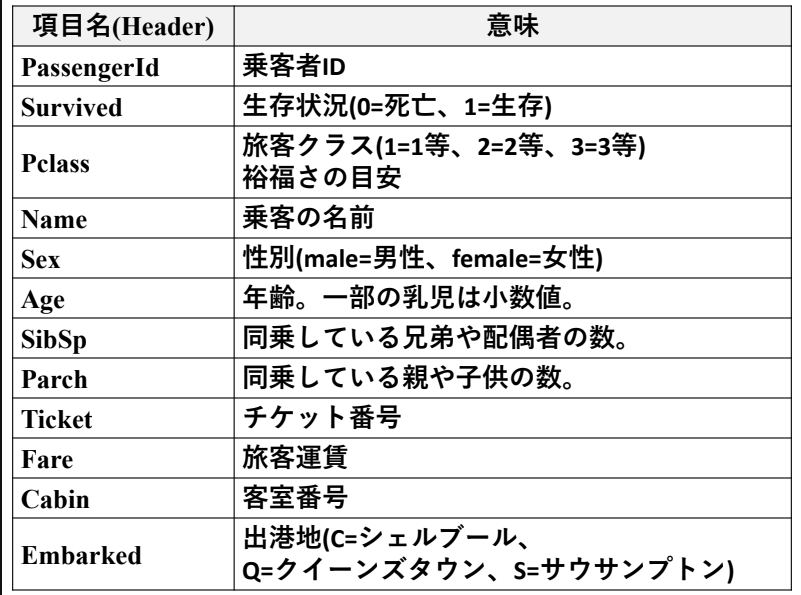 項目名(Header) 意味
PassengerId 乗客者ID
Survived 生存状況(0=死亡、1=生存)
Pclass 旅客クラス(1=1等、2=2等、3=3等)
裕福さの目安
Name 乗客の名前
Sex 性別(male=男性、female=女性)
Age 年齢。一部の乳児は小数値。
SibSp 同乗している兄弟や配偶者の数。
Parch 同乗している親や子供の数。
Ticket チケット番号
Fare 旅客運賃
Cabin 客室番号
Embarked 出港地(C=シェルブール、
Q=クイーンズタウン、S=サウサンプトン)